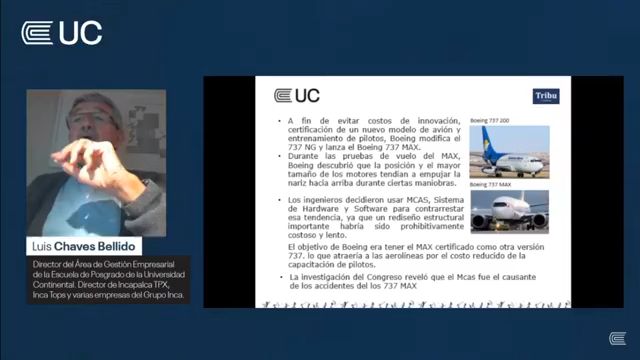 UC
UC
Tribu
• A fin de evitar costos de innovación,
certificación de un nuevo modelo de avión y
entrenamiento de pilotos, Boeing modifica el
737 NG y lanza el Boeing 737 MAX.
• Durante las pruebas de vuelo del MAX,
Boeing descubrió que la posición y el mayor
tamaño de los motores tendían a empujar la
nariz hacia arriba durante ciertas maniobras.
Boeing 737 200
Boeing 737 MAX
• Los ingenieros decidieron usar MCAS, Sistema
de Hardware y Software para contrarrestar
esa tendencia, ya que un rediseño estructural
importante habría sido prohibitivamente
costoso y lento.
El objetivo de Boeing era tener el MAX certificado como otra versión
737, lo que atraería a las aerolíneas por el costo reducido de la
capacitación de pilotos.
• La investigación del Congreso reveló que el Mcas fue el causante
de los accidentes del los 737 MAX
Luis Chaves Bellido
Director del Área de Gestión Empresarial
de la Escuela de Posgrado de la Universidad
Continental. Director de Incapalca TPX,
Inca Tops y varias empresas del Grupo Inca.